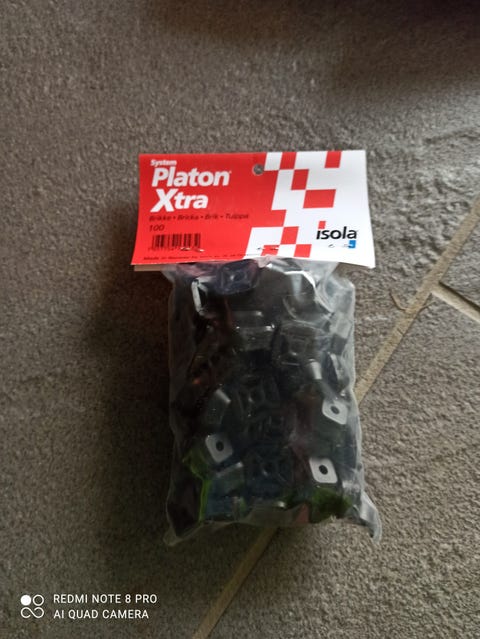 System
Platon®
Xtra
Brikke • Bricka • Brik • Tulppa
100
isola®
REDMI NOTE 8 PRO
AI QUAD CAMERA